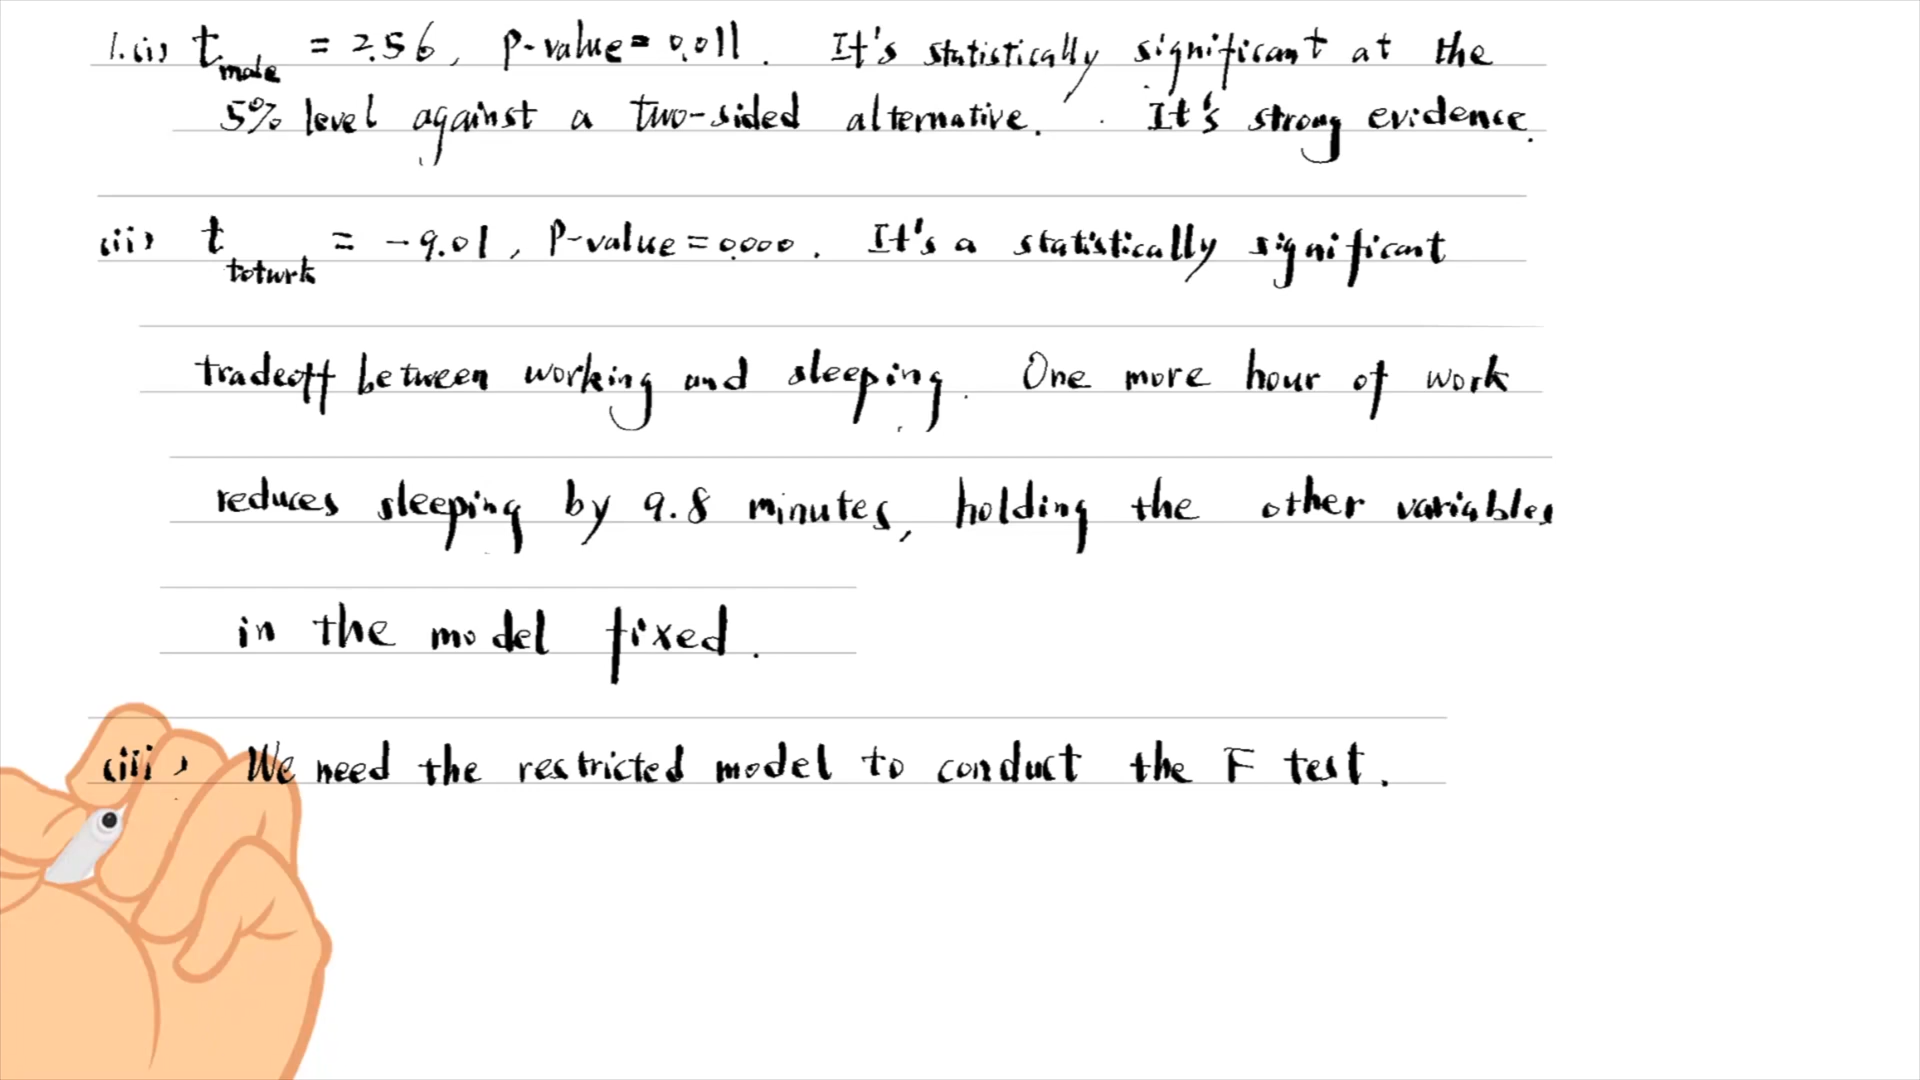 1.(i) t_male = 2.56, p-value = 0.011. It's statistically significant at the
5% level against a two-sided alternative. It's strong evidence.
(ii) t_totwrk = -9.01, P-value = 0.000. It's a statistically significant
tradeoff between working and sleeping. One more hour of work
reduces sleeping by 9.8 minutes, holding the other variables
in the model fixed.
(iii) We need the restricted model to conduct the F test.